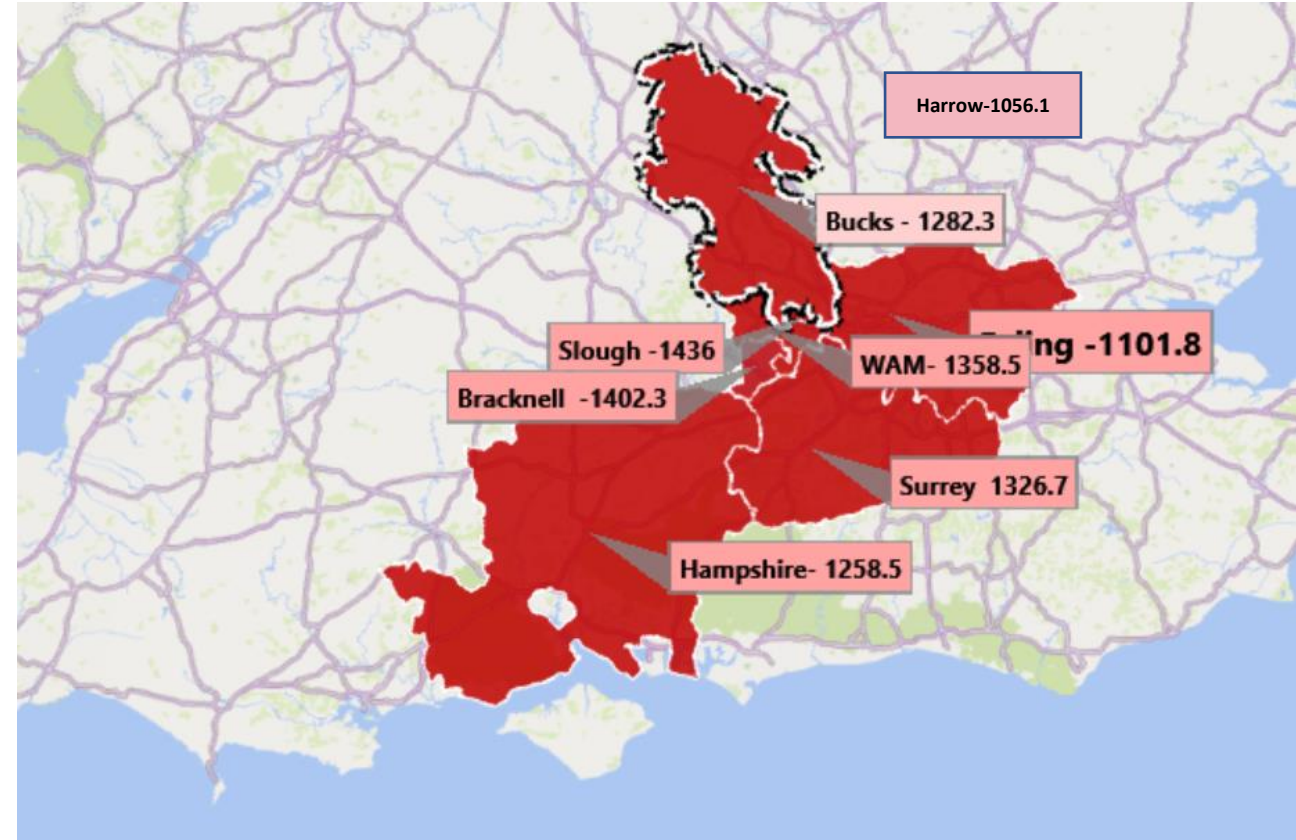 Harrow-1056.1
Bucks - 1282.3
ing -1101.8
Slough -1436
WAM- 1358.5
Bracknell -1402.3
Surrey 1326.7
Hampshire- 1258.5